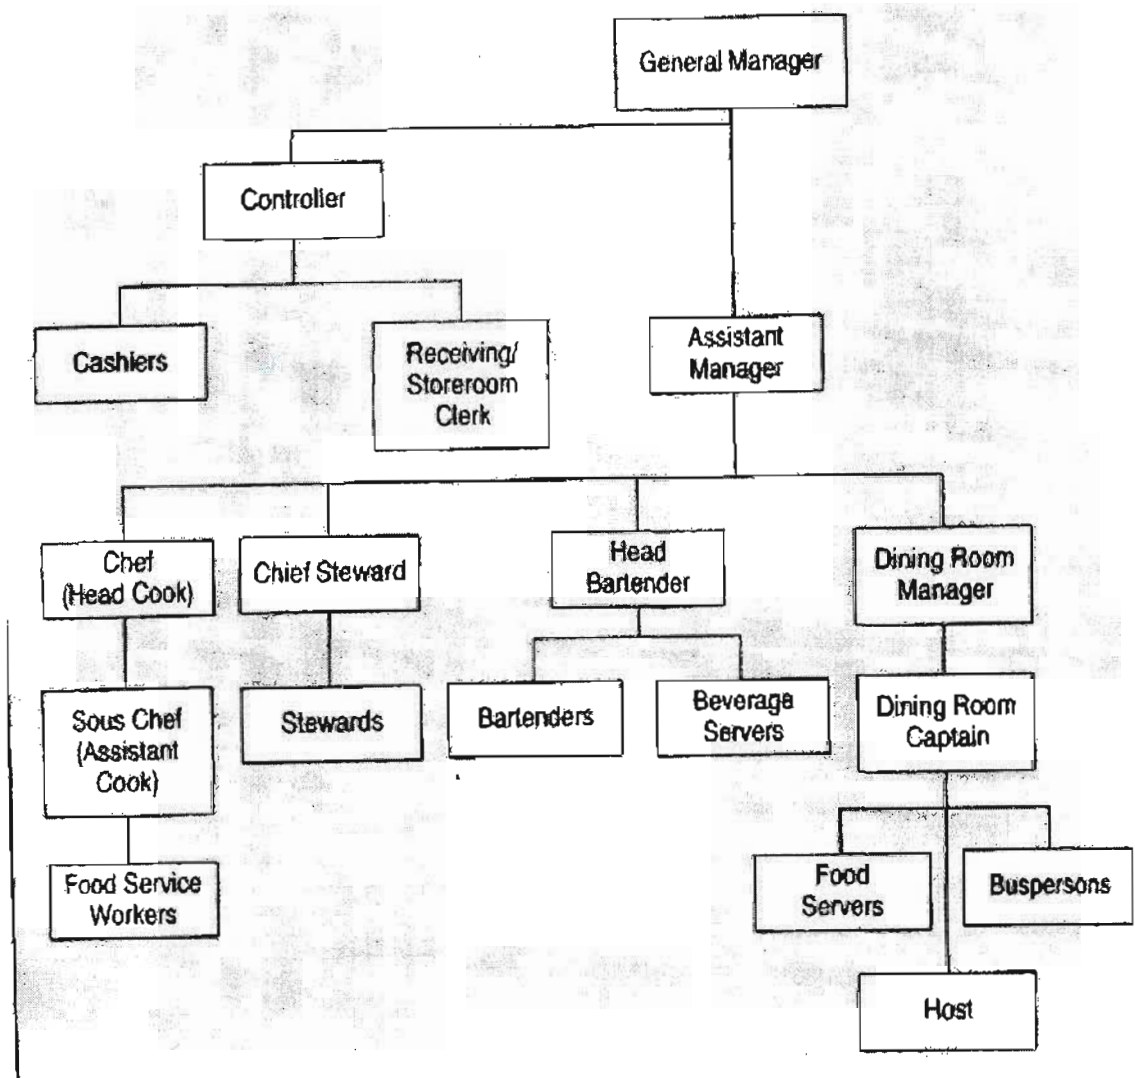 General Manager
Controller
Cashiers
Receiving/
Storeroom
Clerk
Assistant
Manager
Chef
(Head Cook)
Chief Steward
Head
Bartender
Dining Room
Manager
Sous Chef
(Assistant
Cook)
Stewards
Bartenders
Beverage
Servers
Dining Room
Captain
Food Service
Workers
Food
Servers
Buspersons
Host